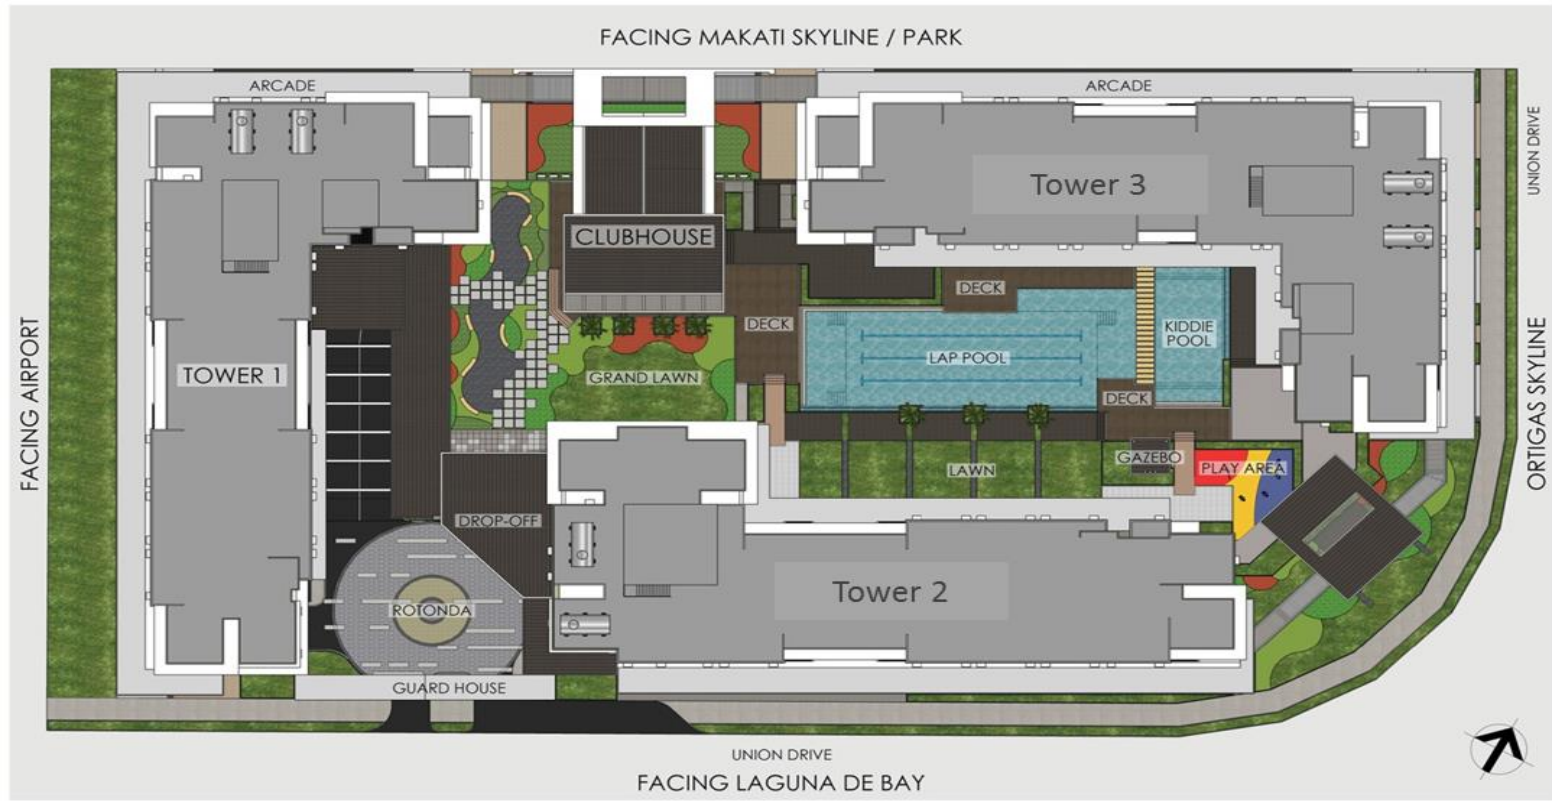 FACING MAKATI SKYLINE / PARK
ARCADE
ARCADE
UNION DRIVE
Tower 3
CLUBHOUSE
DECK
DECK
KIDDIE
POOL
LAP POOL
FACING AIRPORT
TOWER 1
GRAND LAWN
ORTIGAS SKYLINE
DECK
GAZEBO
LAWN
PLAY AREA
DROP-OFF
Tower 2
ROTONDA
GUARD HOUSE
UNION DRIVE
FACING LAGUNA DE BAY